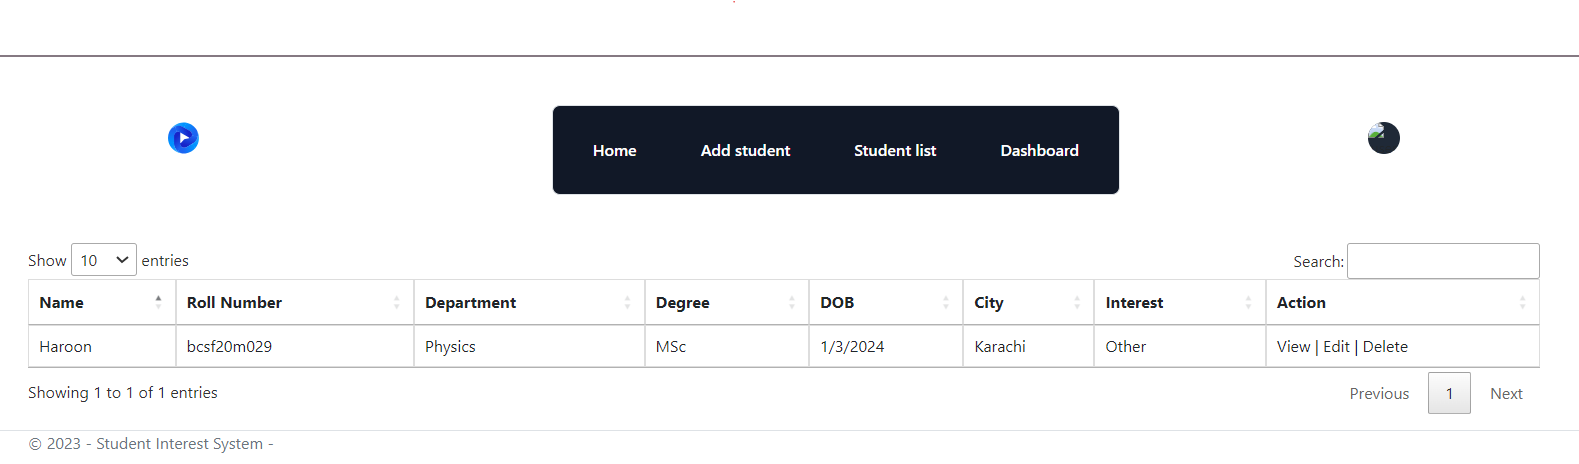 Home Add student Student list Dashboard
Show 10 entries Search:
Name Roll Number Department Degree DOB City Interest Action
Haroon bcsf20m029 Physics MSc 1/3/2024 Karachi Other View | Edit | Delete
Showing 1 to 1 of 1 entries Previous 1 Next
© 2023 - Student Interest System -